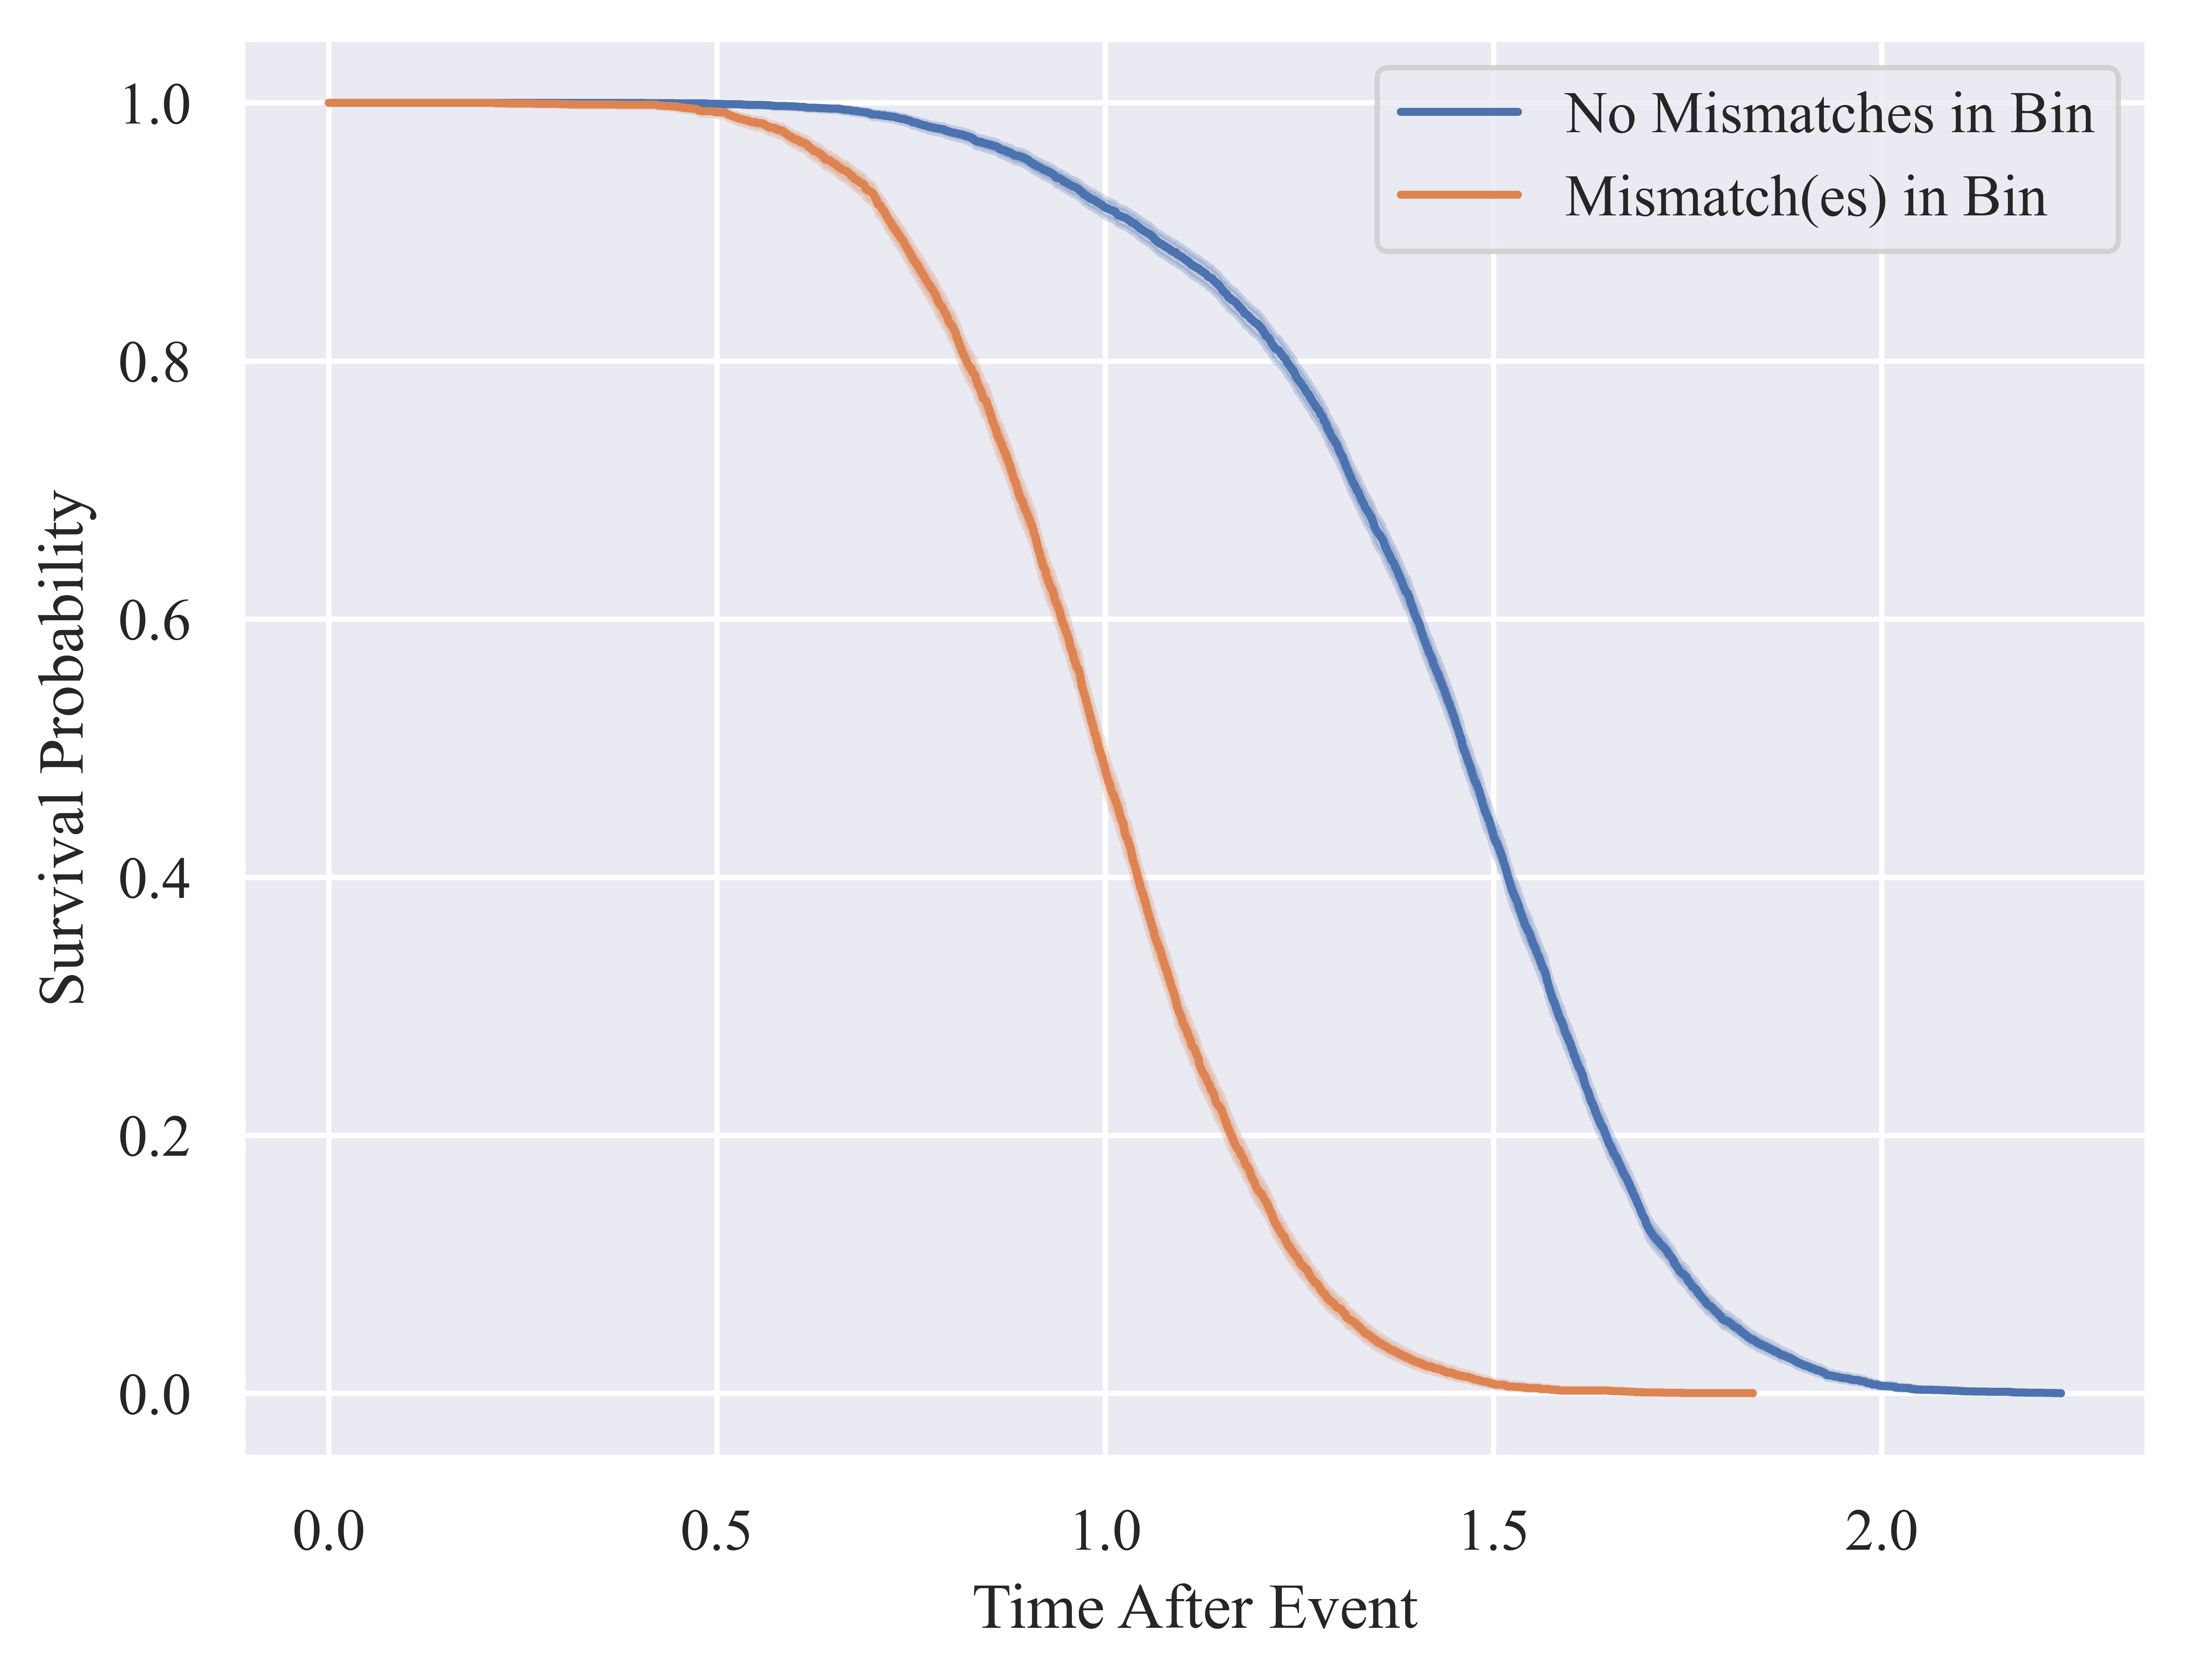 No Mismatches in Bin
Mismatch(es) in Bin
1.0
0.8
0.6
0.4
0.2
0.0
Survival Probability
0.0 0.5 1.0 1.5 2.0
Time After Event